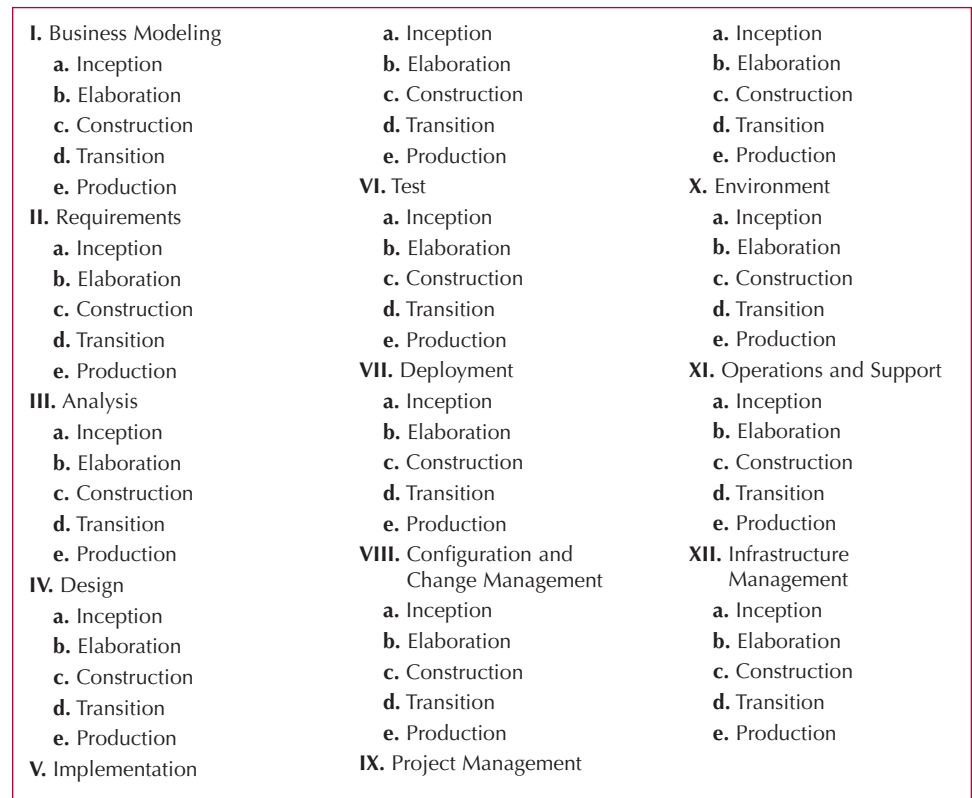 I. Business Modeling
a. Inception
b. Elaboration
c. Construction
d. Transition
e. Production
II. Requirements
a. Inception
b. Elaboration
c. Construction
d. Transition
e. Production
III. Analysis
a. Inception
b. Elaboration
c. Construction
d. Transition
e. Production
IV. Design
a. Inception
b. Elaboration
c. Construction
d. Transition
e. Production
V. Implementation
a. Inception
b. Elaboration
c. Construction
d. Transition
e. Production
VI. Test
a. Inception
b. Elaboration
c. Construction
d. Transition
e. Production
VII. Deployment
a. Inception
b. Elaboration
c. Construction
d. Transition
e. Production
VIII. Configuration and
Change Management
a. Inception
b. Elaboration
c. Construction
d. Transition
e. Production
IX. Project Management
a. Inception
b. Elaboration
c. Construction
d. Transition
e. Production
X. Environment
a. Inception
b. Elaboration
c. Construction
d. Transition
e. Production
XI. Operations and Support
a. Inception
b. Elaboration
c. Construction
d. Transition
e. Production
XII. Infrastructure
Management
a. Inception
b. Elaboration
c. Construction
d. Transition
e. Production